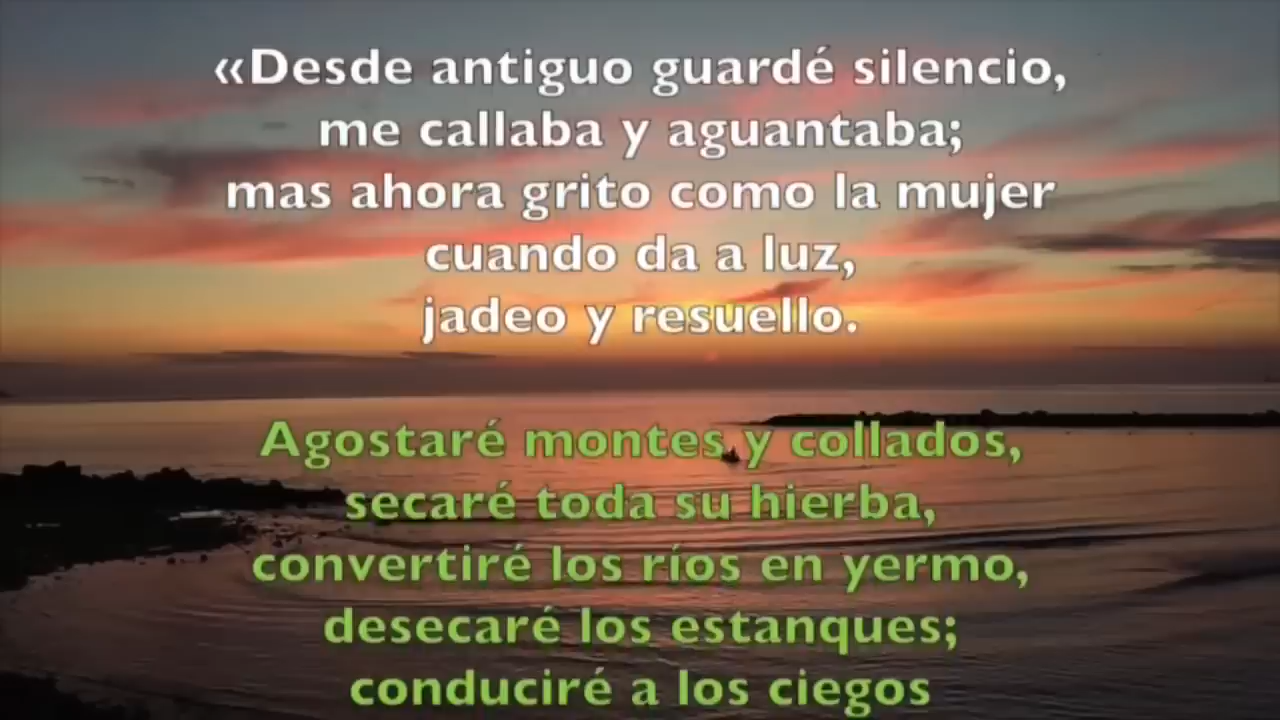 «Desde antiguo guardé silencio,
me callaba y aguantaba;
mas ahora grito como la mujer
cuando da a luz,
jadeo y resuello.
Agostaré montes y collados,
secaré toda su hierba,
convertiré los ríos en yermo,
desecaré los estanques;
conduciré a los ciegos